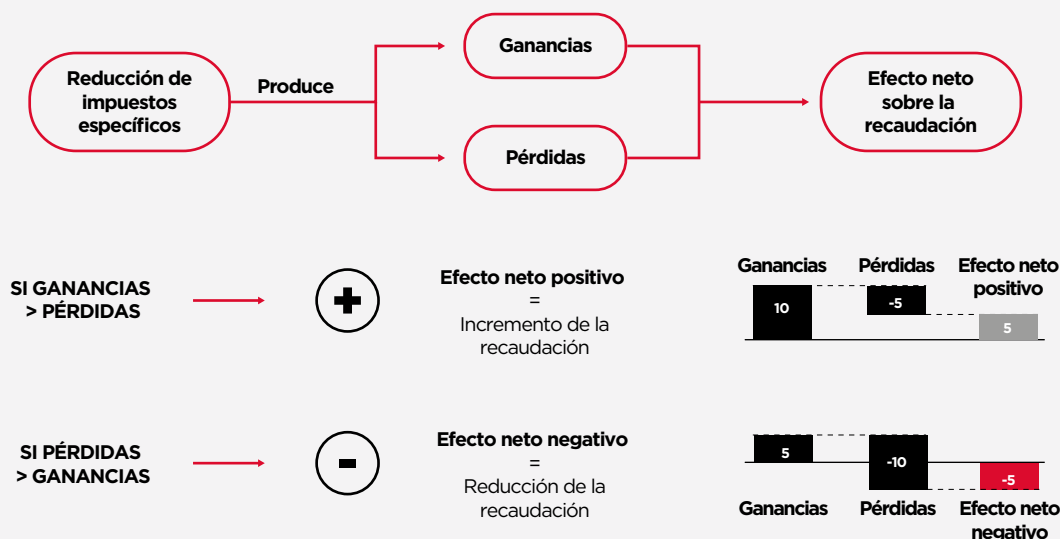 Reducción de
impuestos
específicos
Produce
Ganancias
Pérdidas
Efecto neto
sobre la
recaudación
SI GANANCIAS
> PÉRDIDAS
+
Efecto neto positivo
=
Incremento de la
recaudación
Ganancias
Pérdidas
Efecto neto
positivo
10
-5
5
SI PÉRDIDAS
> GANANCIAS
-
Efecto neto negativo
=
Reducción de la
recaudación
5
-10
-5
Ganancias
Pérdidas
Efecto neto
negativo